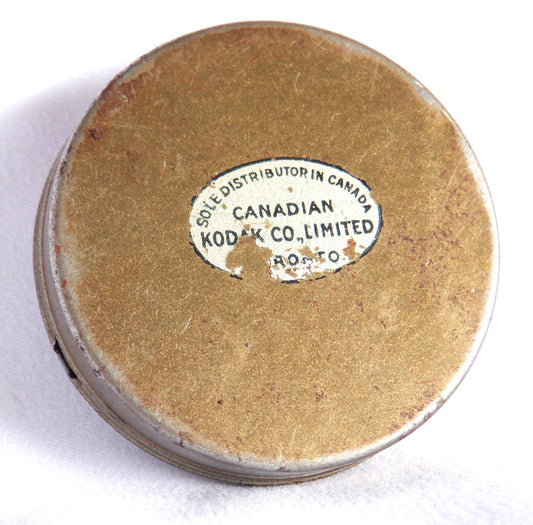 SOLE DISTRIBUTOR IN CANADA
CANADIAN
KODAK CO., LIMITED